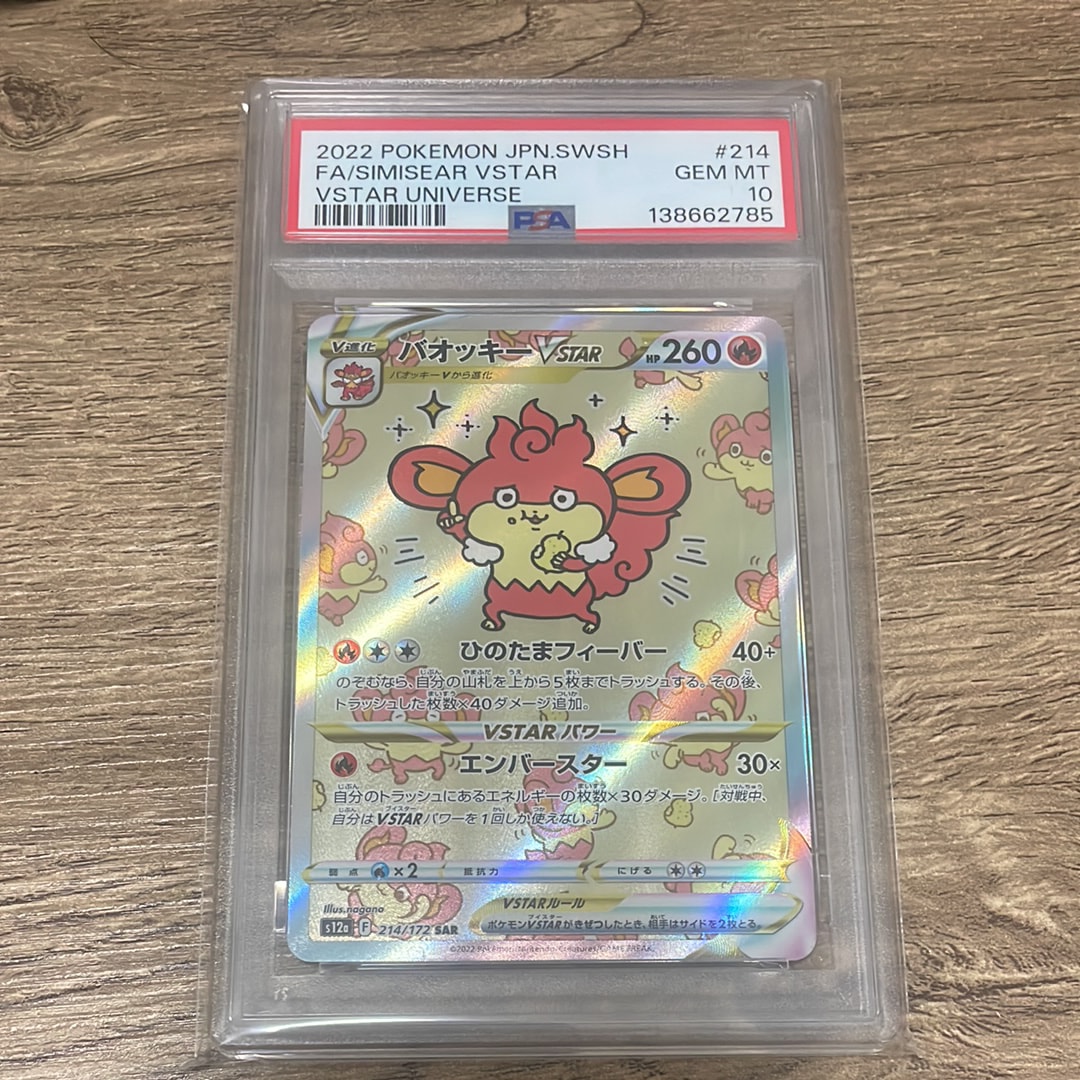 2022 POKEMON JPN.SWSH #214
FA/SIMISEAR VSTAR GEM MT
VSTAR UNIVERSE 10
PSA 138662785
V進化 バオッキーVSTAR HP260
バオッキーVから進化
ひのたまフィーバー 40+
のぞむなら、自分の山札を上から5枚までトラッシュする。その後、
トラッシュした枚数×40ダメージ追加。
VSTARパワー
エンバースター 30×
自分のトラッシュにあるエネルギーの枚数×30ダメージ。[対戦中、
自分はVSTARパワーを1回しか使えない。]
弱点 ×2 抵抗力 にげる
Illus.nagano VSTARルール
ポケモンVSTARがきぜつしたとき、相手はサイドを2枚とる。
s12a F 214/172 SAR
©2022 Pokémon/Nintendo/Creatures/GAME FREAK.